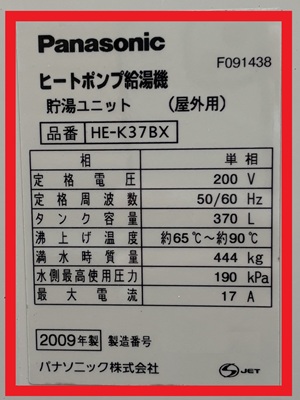 Panasonic
F091438
ヒートポンプ給湯機
貯湯ユニット （屋外用）
品番 HE-K37BX
相 単相
定格電圧 200 V
定格周波数 50/60 Hz
タンク容量 370 L
沸上げ温度 約65℃～約90℃
満水時質量 444 kg
水側最高使用圧力 190 kPa
最大電流 17 A
2009年製 製造番号
パナソニック株式会社
S JET